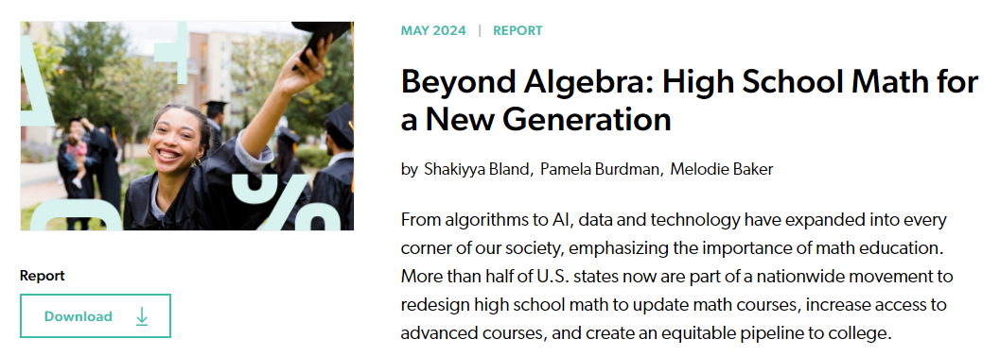 MAY 2024 | REPORT
Beyond Algebra: High School Math for
a New Generation
by Shakiyya Bland, Pamela Burdman, Melodie Baker
From algorithms to AI, data and technology have expanded into every
corner of our society, emphasizing the importance of math education.
More than half of U.S. states now are part of a nationwide movement to
redesign high school math to update math courses, increase access to
advanced courses, and create an equitable pipeline to college.
+
%
Report
Download